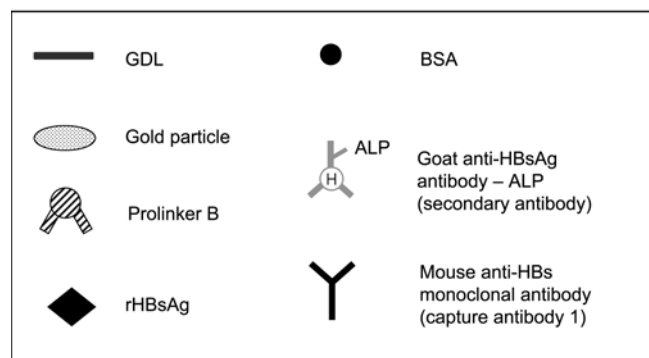 GDL
Gold particle
Prolinker B
rHBsAg
BSA
ALP
H
Goat anti-HBsAg
antibody – ALP
(secondary antibody)
Mouse anti-HBs
monoclonal antibody
(capture antibody 1)